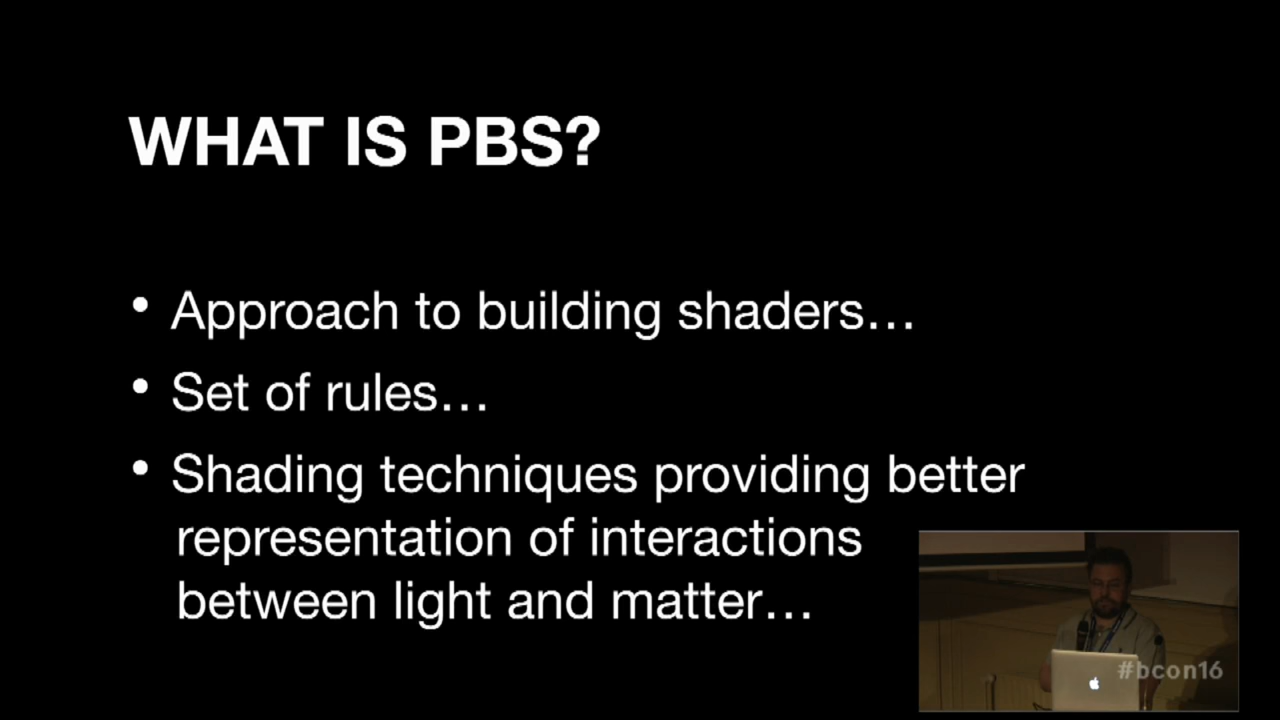 WHAT IS PBS?
• Approach to building shaders…
• Set of rules…
• Shading techniques providing better
representation of interactions
between light and matter…
#bcon16